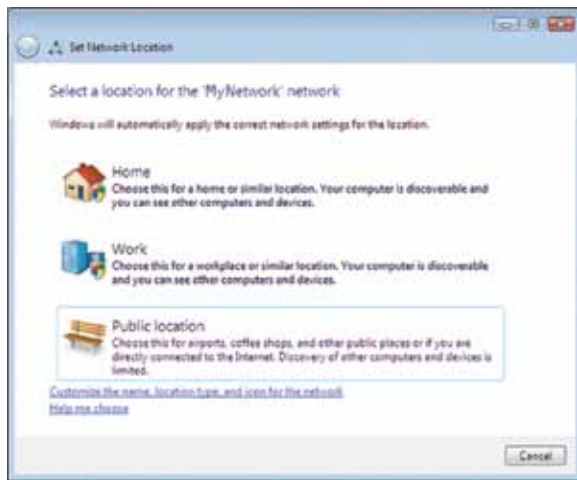 Set Network Location
Select a location for the 'MyNetwork' network
Windows will automatically apply the correct network settings for the location.
Home
Choose this for a home or similar location. Your computer is discoverable and
you can see other computers and devices.
Work
Choose this for a workplace or similar location. Your computer is discoverable
and you can see other computers and devices.
Public location
Choose this for airports, coffee shops, and other public places or if you are
directly connected to the Internet. Discovery of other computers and devices is
limited.
Customize the name, location type, and icon for the network
Help me choose
Cancel